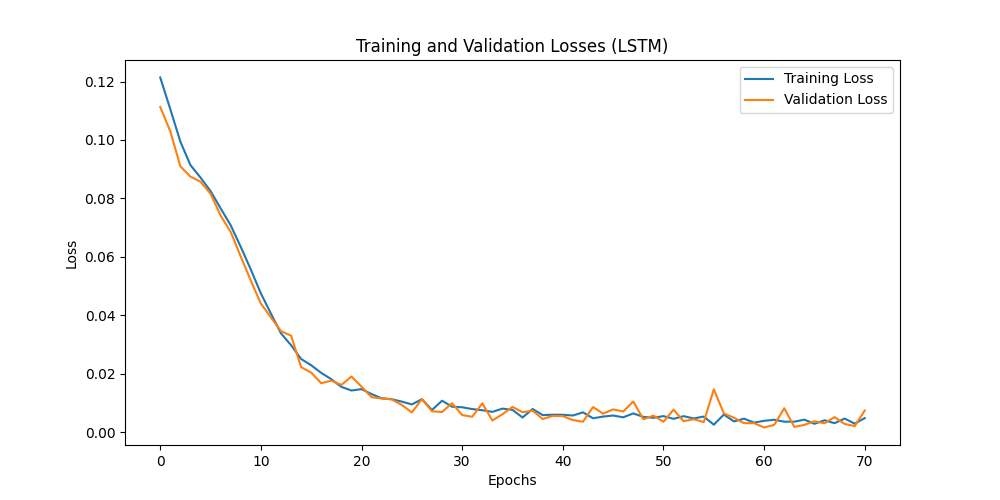 Training and Validation Losses (LSTM)
Training Loss
Validation Loss
0.12
0.10
0.08
0.06
0.04
0.02
0.00
Loss
0 10 20 30 40 50 60 70
Epochs